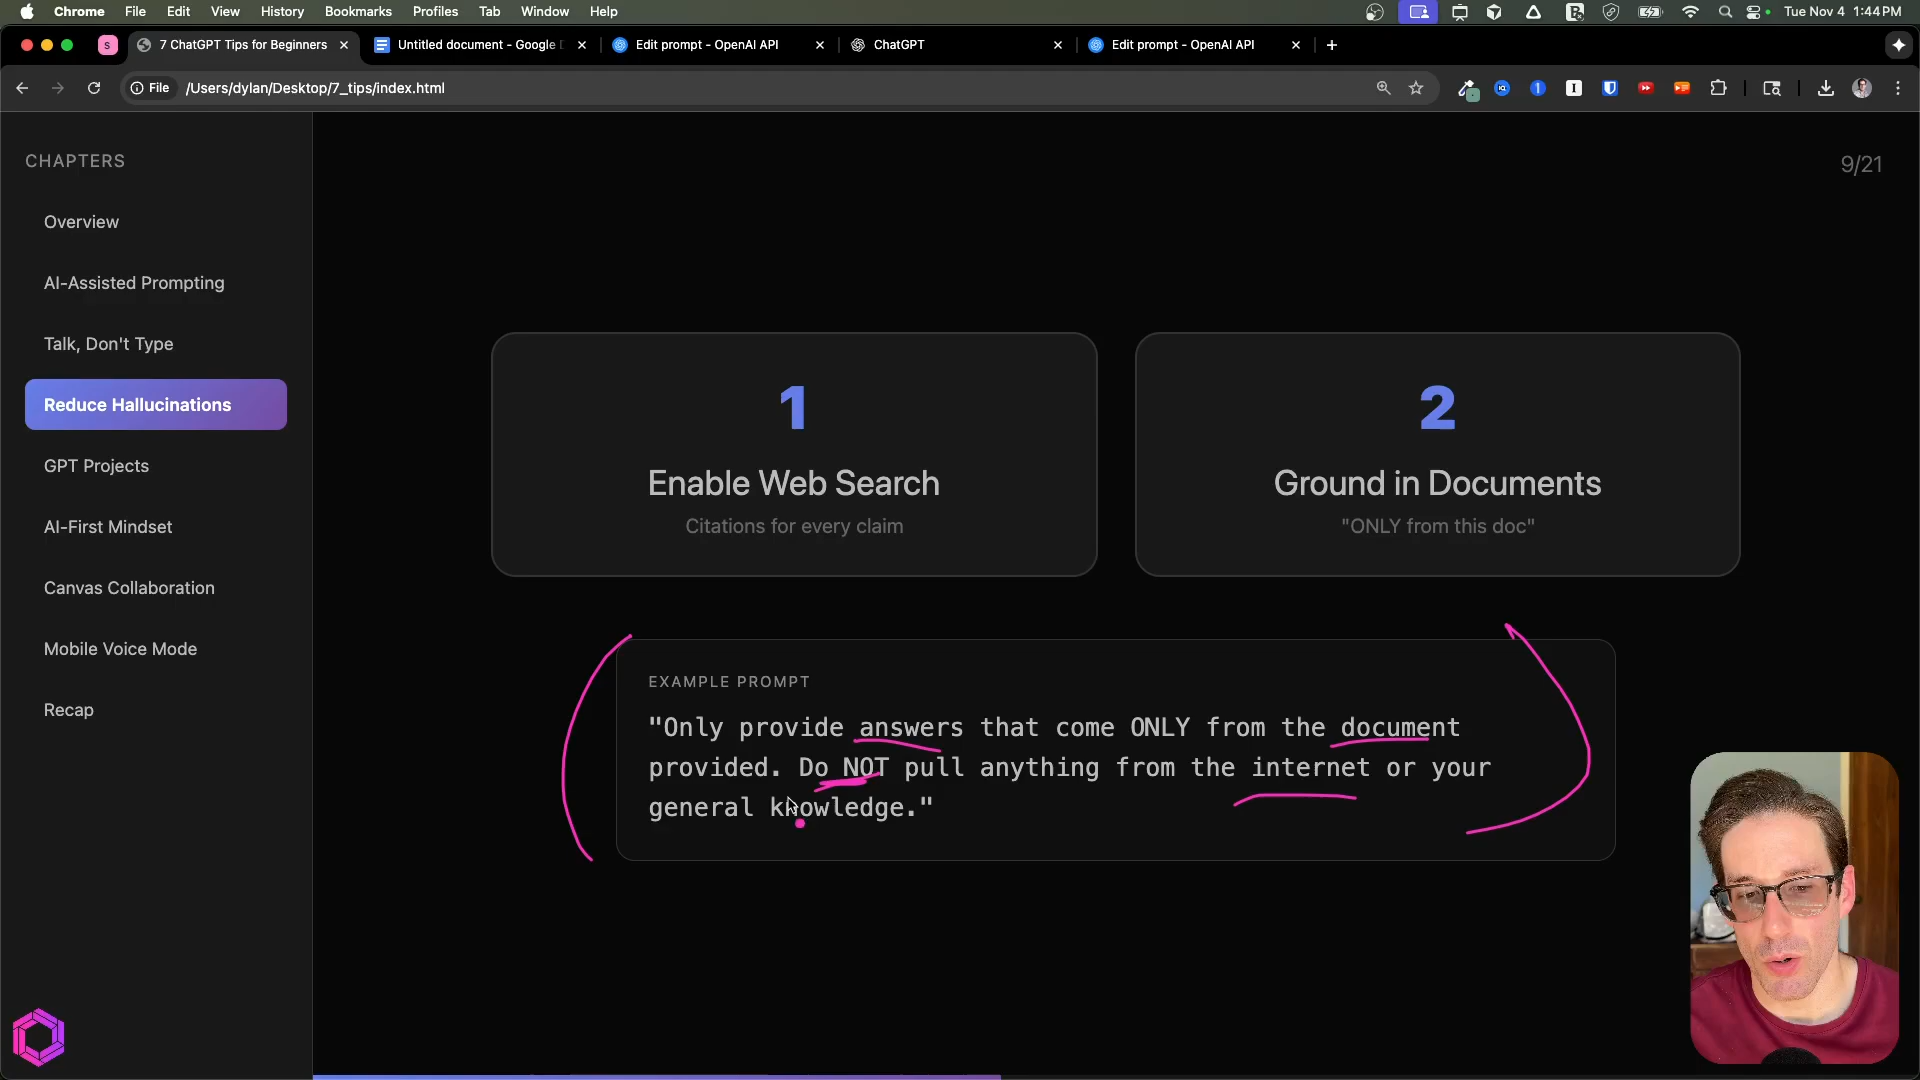 Chrome File Edit View History Bookmarks Profiles Tab Window Help Tue Nov 4 1:44 PM
S 7 ChatGPT Tips for Beginners Untitled document - Google D Edit prompt - OpenAI API ChatGPT Edit prompt - OpenAI API
File /Users/dylan/Desktop/7_tips/index.html
CHAPTERS
Overview
AI-Assisted Prompting
Talk, Don't Type
Reduce Hallucinations
GPT Projects
AI-First Mindset
Canvas Collaboration
Mobile Voice Mode
Recap
9/21
1
Enable Web Search
Citations for every claim
2
Ground in Documents
"ONLY from this doc"
EXAMPLE PROMPT
"Only provide answers that come ONLY from the document
provided. Do NOT pull anything from the internet or your
general knowledge."